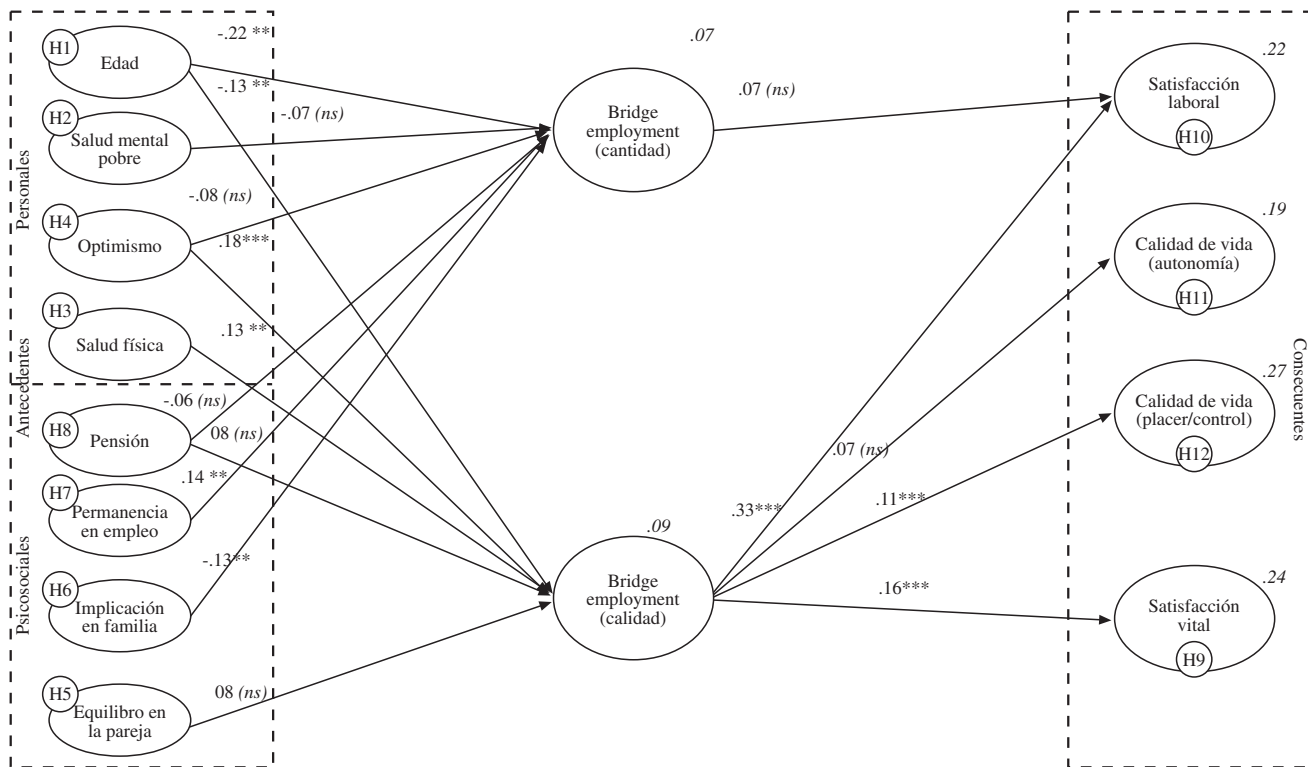 Personales
Antecedentes
Psicosociales
H1
Edad
H2
Salud mental
pobre
H4
Optimismo
H3
Salud física
H8
Pensión
H7
Permanencia
en empleo
H6
Implicación
en familia
H5
Equilibro en
la pareja
-.22 **
-.13 **
-.07 (ns)
-.08 (ns)
.18***
.13 **
-.06 (ns)
08 (ns)
.14 **
-.13**
08 (ns)
.07
Bridge
employment
(cantidad)
.09
Bridge
employment
(calidad)
.07 (ns)
.07 (ns)
.33***
.11***
.16***
.22
Satisfacción
laboral
H10
.19
Calidad de vida
(autonomía)
H11
.27
Calidad de vida
(placer/control)
H12
.24
Satisfacción
vital
H9
Consecuentes